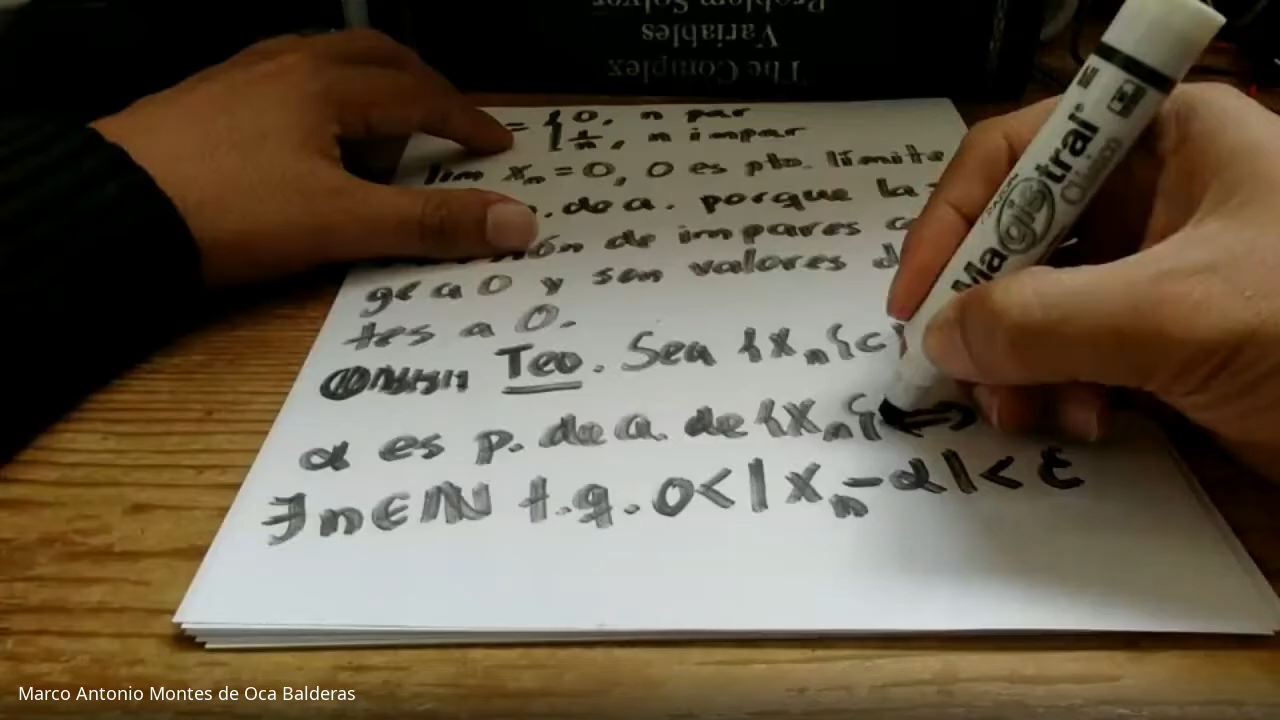 The Complex
Variables
Problem Solver
= { 0, n par
1/n, n impar
lim xₙ = 0, 0 es pto. límite
p. de a. porque la
de impares
ge a 0 y son valores
tes a 0.
Teo. Sea {Xₙ{⊂
α es p. de a. de {Xₙ{ ⟺
∃n∈ℕ t.q. 0<|Xₙ-α|<ε
Magistral
Clásico
Marco Antonio Montes de Oca Balderas